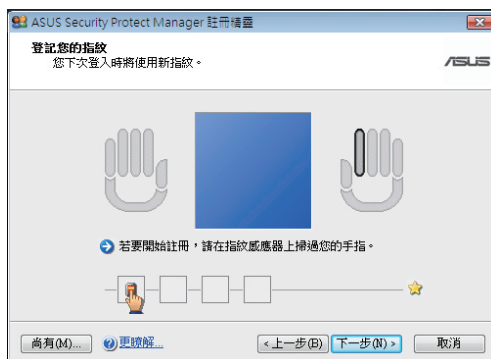 ASUS Security Protect Manager 註冊精靈
登記您的指紋
您下次登入時將使用新指紋。
/SUS
若要開始註冊，請在指紋感應器上掃過您的手指。
尚有(M)... 更瞭解... <上一步(B) 下一步(N)> 取消